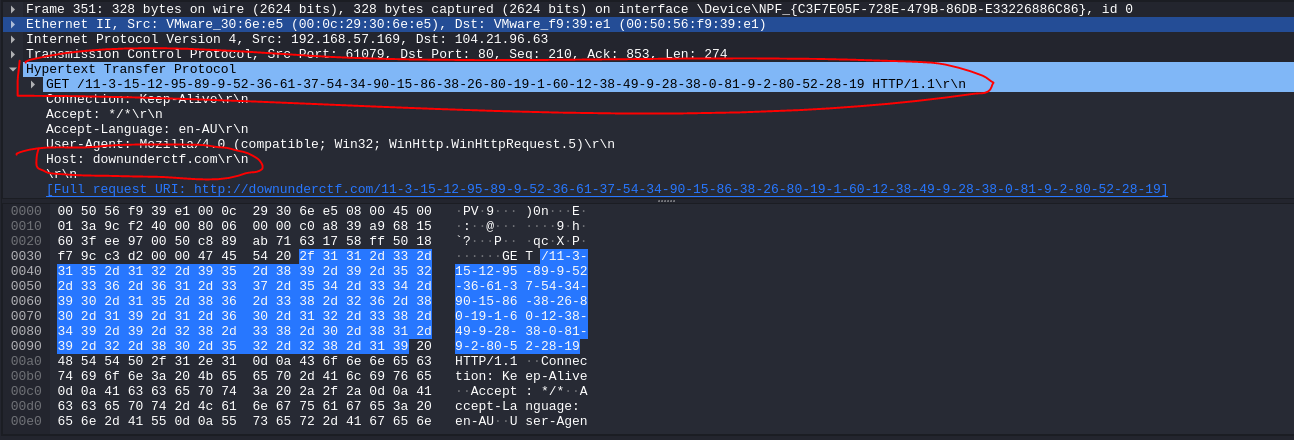 Frame 351: 328 bytes on wire (2624 bits), 328 bytes captured (2624 bits) on interface \Device\NPF_{C3F7E05F-728E-479B-86DB-E33226886C86}, id 0
Ethernet II, Src: VMware_30:6e:e5 (00:0c:29:30:6e:e5), Dst: VMware_f9:39:e1 (00:50:56:f9:39:e1)
Internet Protocol Version 4, Src: 192.168.57.169, Dst: 104.21.96.63
Transmission Control Protocol, Src Port: 61079, Dst Port: 80, Seq: 210, Ack: 853, Len: 274
Hypertext Transfer Protocol
GET /11-3-15-12-95-89-9-52-36-61-37-54-34-90-15-86-38-26-80-19-1-60-12-38-49-9-28-38-0-81-9-2-80-52-28-19 HTTP/1.1\r\n
Connection: Keep-Alive\r\n
Accept: */*\r\n
Accept-Language: en-AU\r\n
User-Agent: Mozilla/4.0 (compatible; Win32; WinHttp.WinHttpRequest.5)\r\n
Host: downunderctf.com\r\n
\r\n
[Full request URI: http://downunderctf.com/11-3-15-12-95-89-9-52-36-61-37-54-34-90-15-86-38-26-80-19-1-60-12-38-49-9-28-38-0-81-9-2-80-52-28-19]
0000 00 50 56 f9 39 e1 00 0c 29 30 6e e5 08 00 45 00 ·PV·9··· )0n···E·
0010 01 3a 9c f2 40 00 80 06 00 00 c0 a8 39 a9 68 15 ·:··@··· ····9·h·
0020 60 3f ee 97 00 50 c8 89 ab 71 63 17 58 ff 50 18 `?···P·· ·qc·X·P·
0030 f7 9c c3 d2 00 00 47 45 54 20 2f 31 31 2d 33 2d ······GE T /11-3-
0040 31 35 2d 31 32 2d 39 35 2d 38 39 2d 39 2d 35 32 15-12-95 -89-9-52
0050 2d 33 36 2d 36 31 2d 33 37 2d 35 34 2d 33 34 2d -36-61-3 7-54-34-
0060 39 30 2d 31 35 2d 38 36 2d 33 38 2d 32 36 2d 38 90-15-86 -38-26-8
0070 30 2d 31 39 2d 31 2d 36 30 2d 31 32 2d 33 38 2d 0-19-1-6 0-12-38-
0080 34 39 2d 39 2d 32 38 2d 33 38 2d 30 2d 38 31 2d 49-9-28- 38-0-81-
0090 39 2d 32 2d 38 30 2d 35 32 2d 32 38 2d 31 39 20 9-2-80-5 2-28-19
00a0 48 54 54 50 2f 31 2e 31 0d 0a 43 6f 6e 6e 65 63 HTTP/1.1 ··Connec
00b0 74 69 6f 6e 3a 20 4b 65 65 70 2d 41 6c 69 76 65 tion: Ke ep-Alive
00c0 0d 0a 41 63 63 65 70 74 3a 20 2a 2f 2a 0d 0a 41 ··Accept : */*··A
00d0 63 63 65 70 74 2d 4c 61 6e 67 75 61 67 65 3a 20 ccept-La nguage:
00e0 65 6e 2d 41 55 0d 0a 55 73 65 72 2d 41 67 65 6e en-AU··U ser-Agen